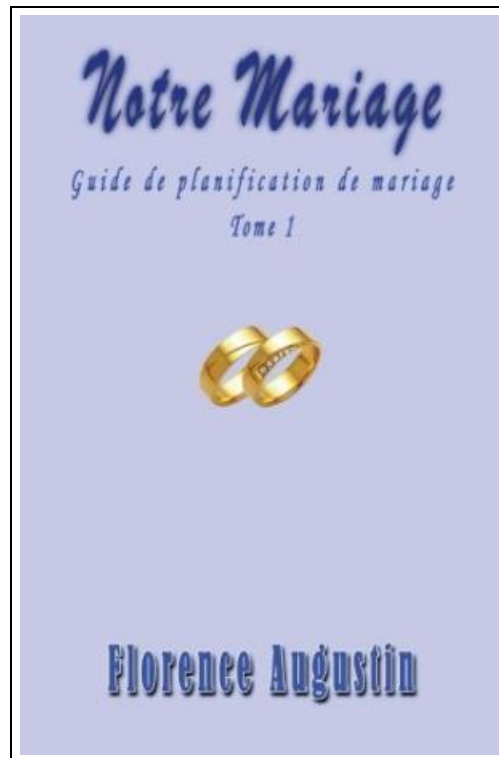 Notre Mariage
Guide de planification de mariage
Tome 1
Florence Augustin